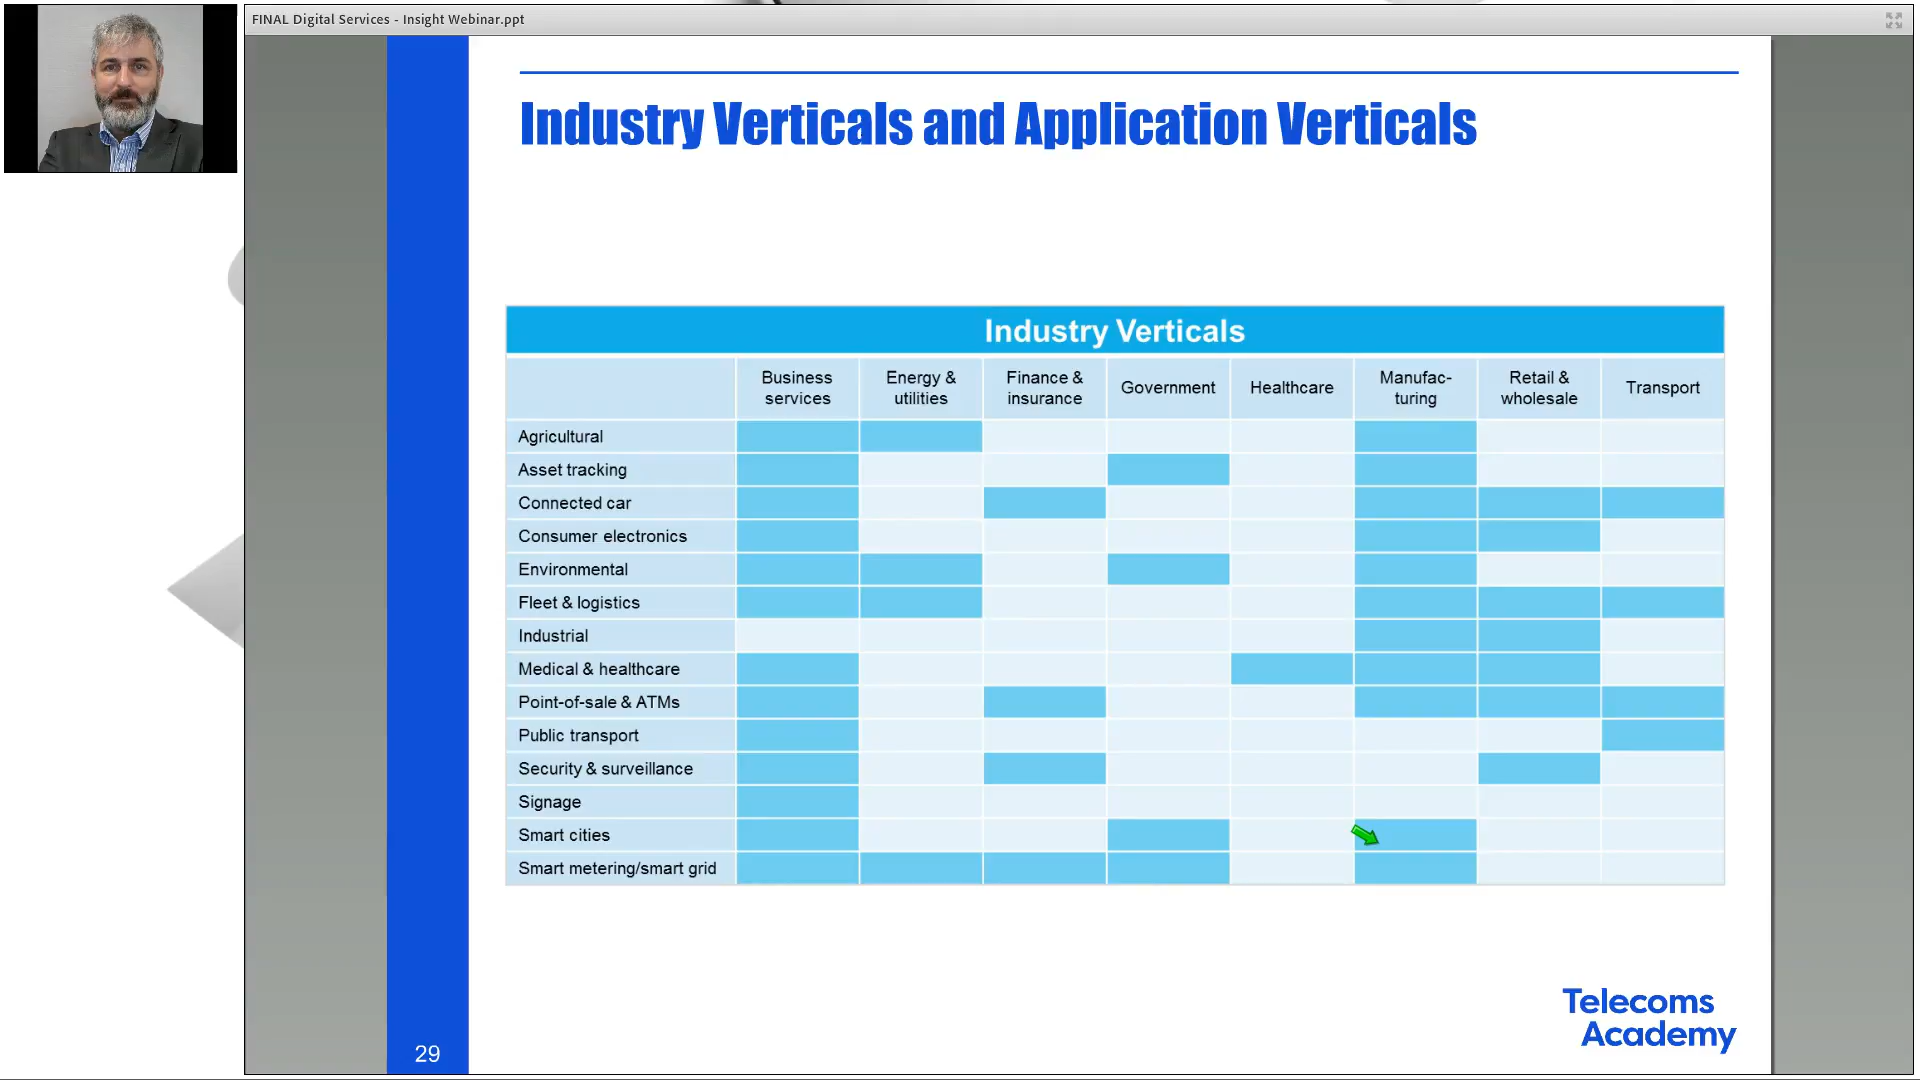 FINAL Digital Services - Insight Webinar.ppt
Industry Verticals and Application Verticals
Industry Verticals
Business services
Energy & utilities
Finance & insurance
Government
Healthcare
Manufac-turing
Retail & wholesale
Transport
Agricultural
Asset tracking
Connected car
Consumer electronics
Environmental
Fleet & logistics
Industrial
Medical & healthcare
Point-of-sale & ATMs
Public transport
Security & surveillance
Signage
Smart cities
Smart metering/smart grid
Telecoms
Academy
29